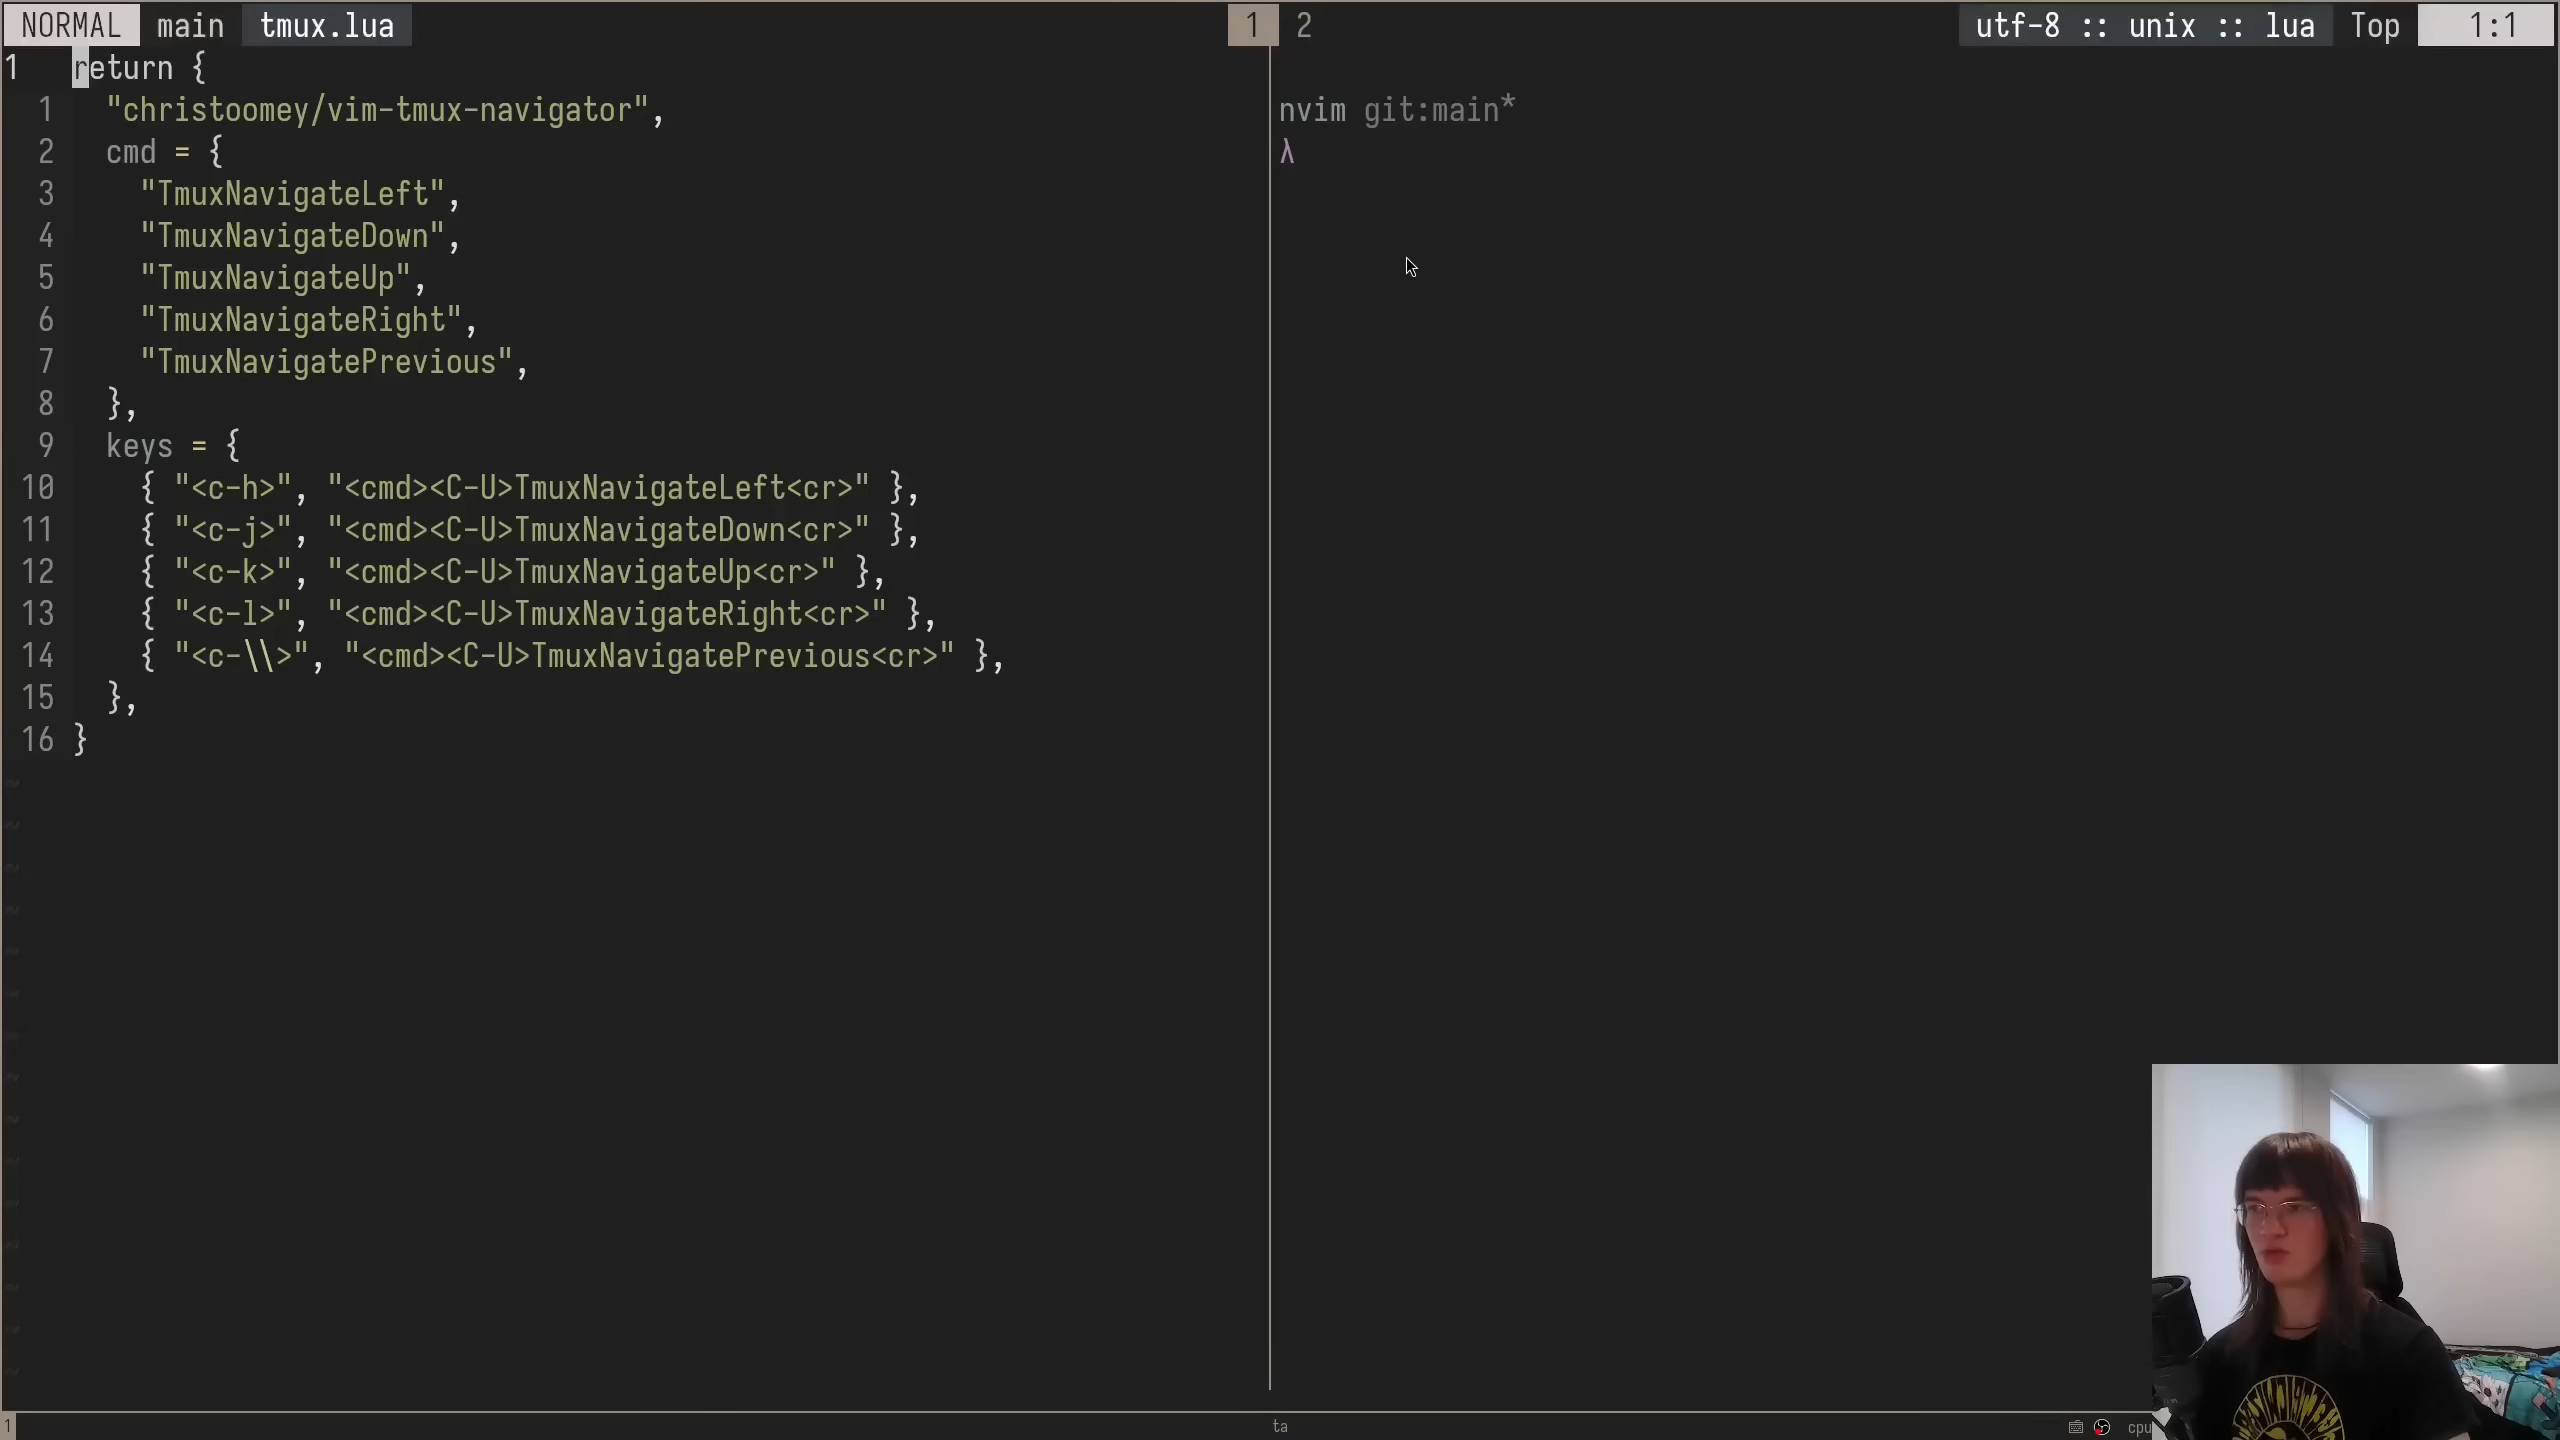 NORMAL main tmux.lua 1 2 utf-8 :: unix :: lua Top 1:1
1 return {
1 "christoomey/vim-tmux-navigator",
2 cmd = {
3 "TmuxNavigateLeft",
4 "TmuxNavigateDown",
5 "TmuxNavigateUp",
6 "TmuxNavigateRight",
7 "TmuxNavigatePrevious",
8 },
9 keys = {
10 { "<c-h>", "<cmd><C-U>TmuxNavigateLeft<cr>" },
11 { "<c-j>", "<cmd><C-U>TmuxNavigateDown<cr>" },
12 { "<c-k>", "<cmd><C-U>TmuxNavigateUp<cr>" },
13 { "<c-l>", "<cmd><C-U>TmuxNavigateRight<cr>" },
14 { "<c-\\>", "<cmd><C-U>TmuxNavigatePrevious<cr>" },
15 },
16 }
nvim git:main*
λ
1 ta cpu